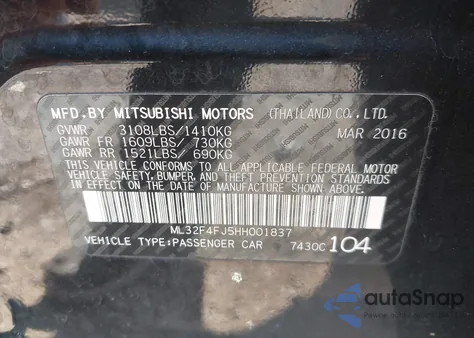 MFD.BY MITSUBISHI MOTORS (THAILAND) CO., LTD.
GVWR 3108LBS/1410KG MAR 2016
GAWR FR 1609LBS/ 730KG
GAWR RR 1521LBS/ 690KG
THIS VEHICLE CONFORMS TO ALL APPLICABLE FEDERAL MOTOR
VEHICLE SAFETY, BUMPER, AND THEFT PREVENTION STANDARDS
IN EFFECT ON THE DATE OF MANUFACTURE SHOWN ABOVE.
ML32F4FJ5HH001837
VEHICLE TYPE:PASSENGER CAR 7430C 104
autoSnap